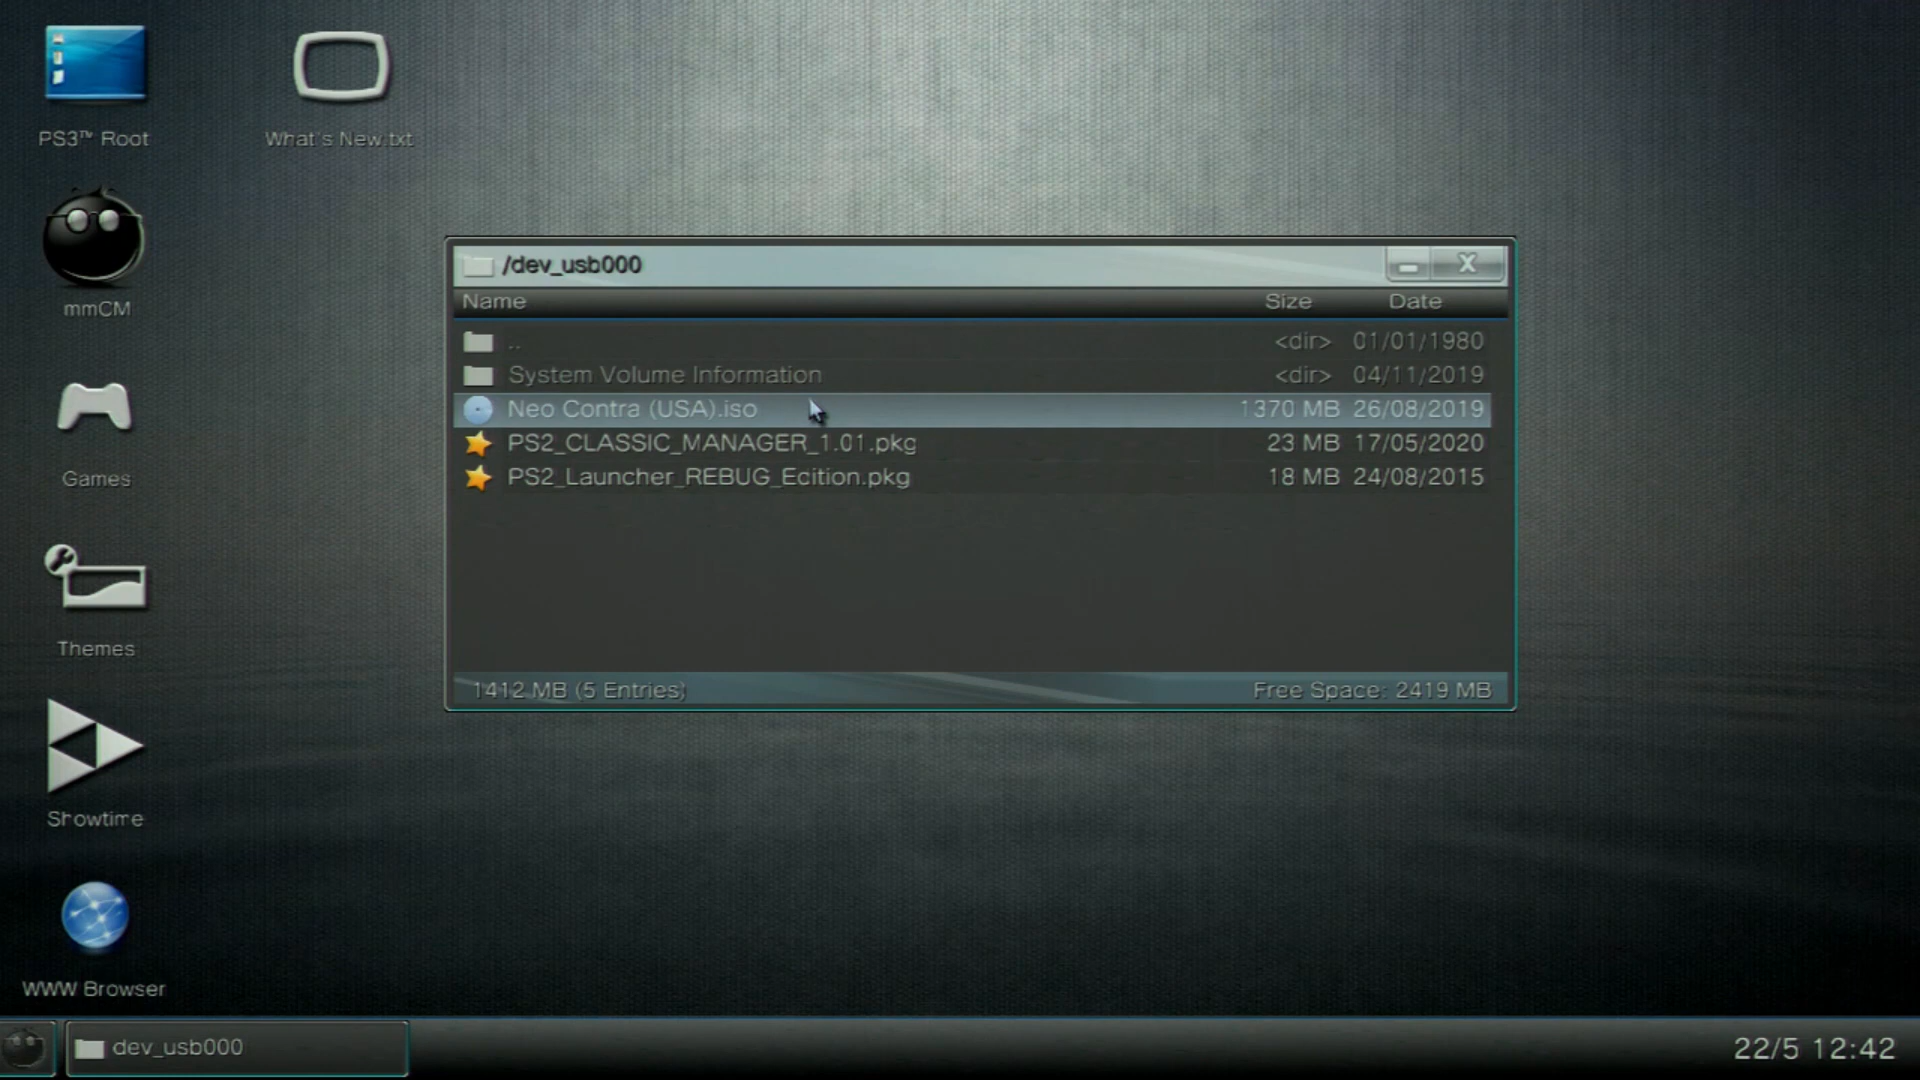 PS3™ Root
What's New.txt
mmCM
Games
Themes
Showtime
WWW Browser
/dev_usb000
X
Name Size Date
.. <dir> 01/01/1980
System Volume Information <dir> 04/11/2019
Neo Contra (USA).iso 1370 MB 26/08/2019
PS2_CLASSIC_MANAGER_1.01.pkg 23 MB 17/05/2020
PS2_Launcher_REBUG_Ecition.pkg 18 MB 24/08/2015
1412 MB (5 Entries) Free Space: 2419 MB
dev_usb000
22/5 12:42